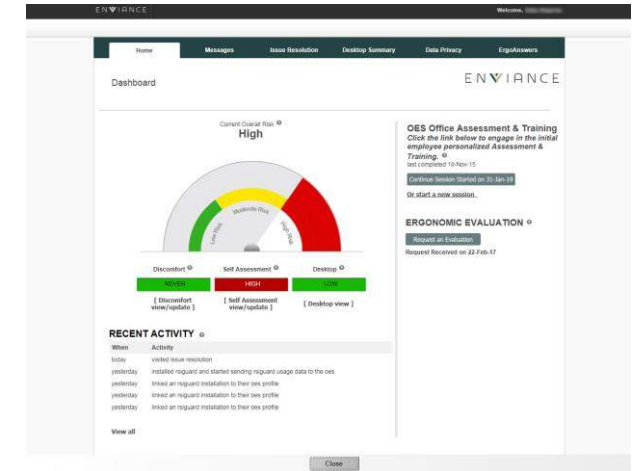 ENVIANCE
Welcome,
Home Messages Issue Resolution Desktop Summary Data Privacy ErgoAnswers
Dashboard
ENVIANCE
Current Overall Risk
High
Low Risk
Moderate Risk
High Risk
Discomfort Self Assessment Desktop
NEVER HIGH LOW
[ Discomfort view/update ]
[ Self Assessment view/update ]
[ Desktop view ]
OES Office Assessment & Training
Click the link below to engage in the initial
employee personalized Assessment &
Training.
last completed 18-Nov-15
Continue Session Started on 31-Jan-19
Or start a new session
ERGONOMIC EVALUATION
Request an Evaluation
Request Received on 22-Feb-17
RECENT ACTIVITY
When Activity
today visited issue resolution
yesterday installed rsiguard and started sending rsiguard usage data to the oes
yesterday linked an rsiguard installation to their oes profile
yesterday linked an rsiguard installation to their oes profile
yesterday linked an rsiguard installation to their oes profile
View all
Close